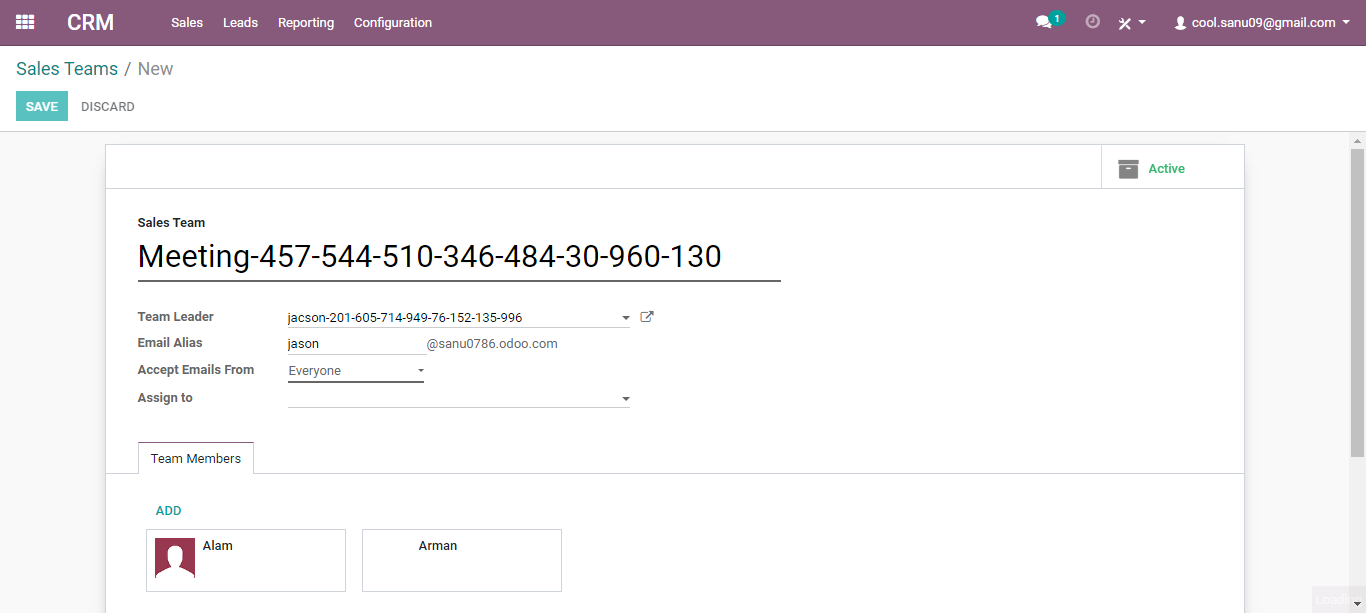 CRM Sales Leads Reporting Configuration 1 cool.sanu09@gmail.com
Sales Teams / New
SAVE DISCARD
Active
Sales Team
Meeting-457-544-510-346-484-30-960-130
Team Leader jacson-201-605-714-949-76-152-135-996
Email Alias jason @sanu0786.odoo.com
Accept Emails From Everyone
Assign to
Team Members
ADD
Alam Arman